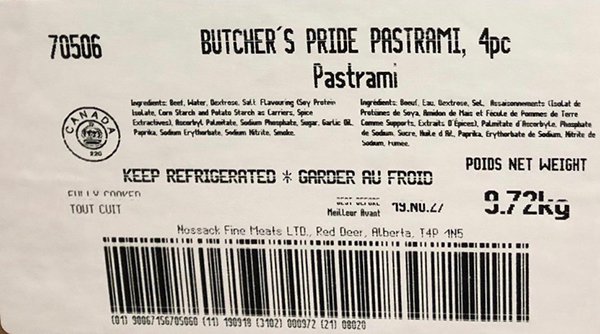 70506
BUTCHER'S PRIDE PASTRAMI, 4pc
Pastrami
Ingredients: Beef, Water, Dextrose, Salt, Flavouring (Soy Protein
Isolate, Corn Starch and Potato Starch as Carriers, Spice
Extractives), Ascorbyl Palmitate, Sodium Phosphate, Sugar, Garlic Oil,
Paprika, Sodium Erythorbate, Sodium Nitrite, Smoke.
Ingrédients: Boeuf, Eau, Dextrose, Sel, Assaisonnements (Isolat de
Protéines de Soya, Amidon de Mais et Fécule de Pommes de Terre
Comme Supports, Extraits D'Épices), Palmitate d'Ascorbyle, Phosphate
de Sodium, Sucre, Huile d'Ail, Paprika, Erythorbate de Sodium, Nitrite de
Sodium, Fumée.
CANADA
POIDS NET WEIGHT
KEEP REFRIGERATED * GARDER AU FROID
9.72kg
FULLY COOKED
TOUT CUIT
BEST BEFORE
Meilleur Avant
19.NO.27
Nossack Fine Meats LTD., Red Deer, Alberta, T4P 1N5
(01) 90067156705060 (11) 190918 (3102) 000972 (21) 08020